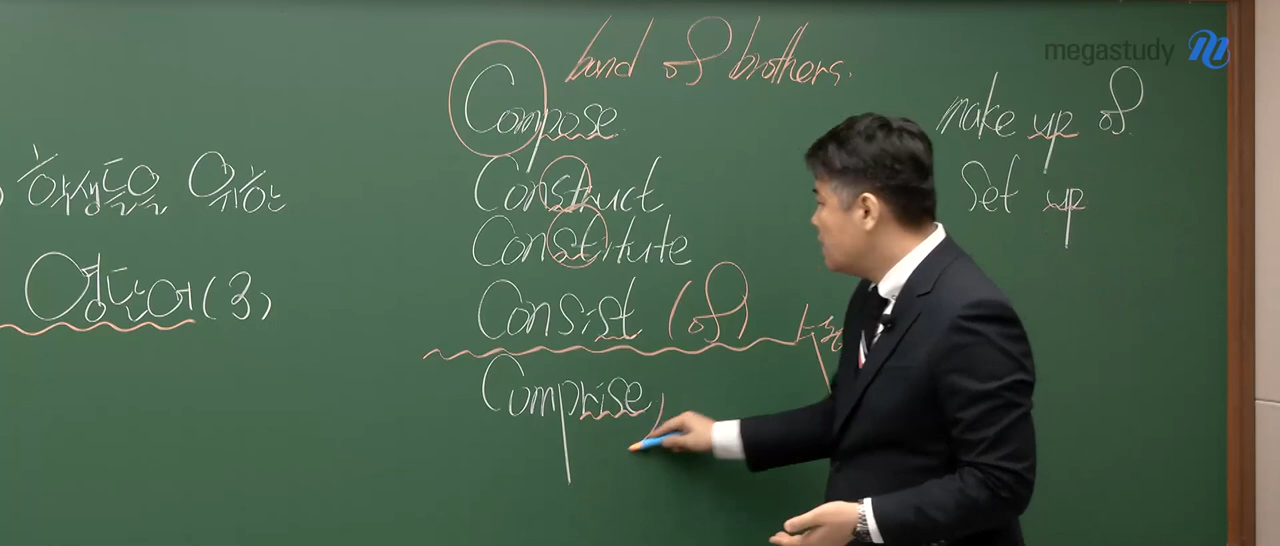 학생들을 위한
영단어 (3)
band of brothers.
Compose
Construct
Constitute
Consist (of)
Comprise
make up of
Set up
megastudy